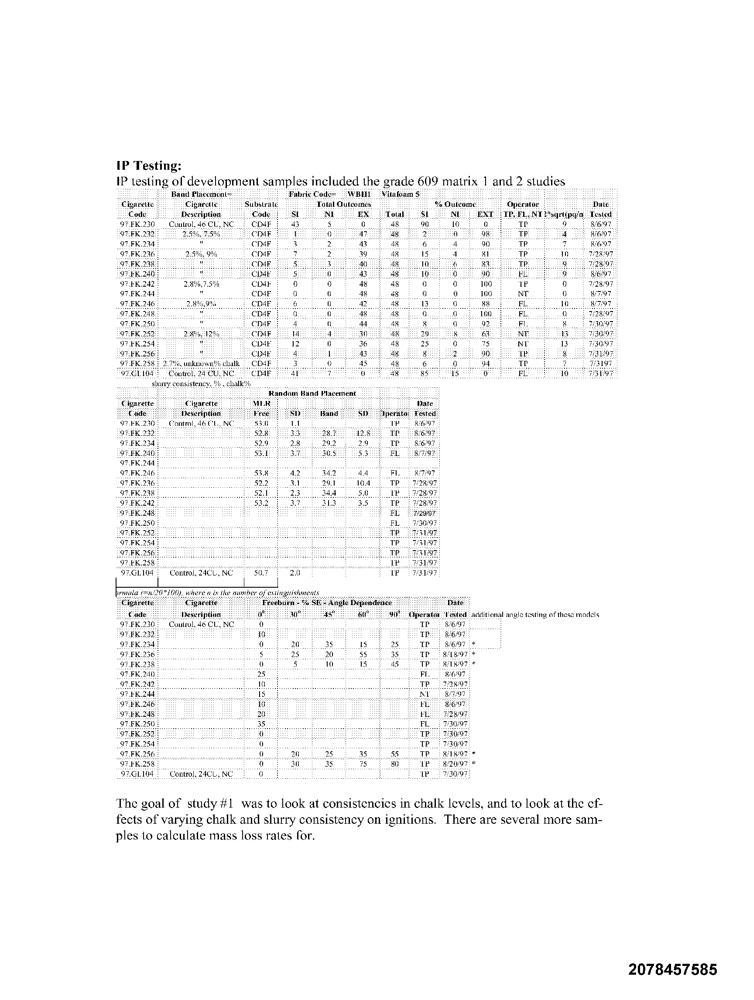 IP Testing:
IP testing of development samples included the grade 609 matrix 1 and 2 studies
Band Placement= Fabric Code= WBII1 Vitafoam 5
Cigarette Cigarette Substrate Total Outcomes % Outcome Operator Date
Code Description Code SI NI EX Total SI NI EXT TP, FL, NT Tested
97.FK.230 Control, 46 CU, NC CD4F 43 5 0 48 90 10 0 TP 9 8/6/97
97.FK.232 2.5%, 7.5% CD4F 1 0 47 48 2 0 98 TP 4 8/6/97
97.FK.234 " CD4F 3 2 43 48 6 4 90 TP 7 8/6/97
97.FK.236 2.5%, 9% CD4F 7 2 39 48 15 4 81 TP 10 7/28/97
97.FK.238 " CD4F 5 3 40 48 10 6 83 TP 9 7/28/97
97.FK.240 " CD4F 5 0 43 48 10 0 90 FL 9 8/6/97
97.FK.242 2.8%,7.5% CD4F 0 0 48 48 0 0 100 TP 0 7/28/97
97.FK.244 " CD4F 0 0 48 48 0 0 100 NT 0 8/7/97
97.FK.246 2.8%,9% CD4F 6 0 42 48 13 0 88 FL 10 8/6/97
97.FK.248 " CD4F 0 0 48 48 0 0 100 FL 0 7/28/97
97.FK.250 " CD4F 4 0 44 48 8 0 92 FL 8 7/30/97
97.FK.252 2.8%, 12% CD4F 14 4 30 48 29 8 63 NT 13 7/30/97
97.FK.254 " CD4F 12 0 36 48 25 0 75 NT 13 7/30/97
97.FK.256 " CD4F 4 1 43 48 8 2 90 TP 8 7/31/97
97.FK.258 2.7%, unknown% chalk CD4F 3 0 45 48 6 0 94 TP 7 7/3197
97.GI.104 Control, 24 CU, NC CD4F 41 7 0 48 85 15 0 FL 10 7/31/97
slurry consistency, % , chalk%
Random Band Placement
Cigarette Cigarette MLR Date
Code Description Free SD Band SD Operato Tested
97.FK.230 Control, 46 CU, NC 53.0 1.1 TP 8/6/97
97.FK.232 52.8 3.3 28.7 12.8 TP 8/6/97
97.FK.234 52.9 2.8 29.2 2.9 TP 8/6/97
97.FK.240 53.1 3.7 30.5 5.3 FL 8/7/97
97.FK.244
97.FK.246 53.8 4.2 34.2 4.4 FL 8/7/97
97.FK.236 52.2 3.1 29.1 10.4 TP 7/28/97
97.FK.238 52.1 2.3 34.4 5.0 TP 7/28/97
97.FK.242 53.2 3.7 31.3 3.5 TP 7/28/97
97.FK.248 FL 7/29/97
97.FK.250 FL 7/30/97
97.FK.252 TP 7/31/97
97.FK.254 TP 7/31/97
97.FK.256 TP 7/31/97
97.FK.258 TP 7/31/97
97.GI.104 Control, 24CU, NC 50.7 2.0 TP 7/31/97
ormula (=n/20*100), where n is the number of extinguishments
Cigarette Cigarette Freeburn - % SE - Angle Dependence Date
Code Description 0° 30° 45° 60° 90° Operator Tested additional angle testing of these models
97.FK.230 Control, 46 CU, NC 0 TP 8/6/97
97.FK.232 10 TP 8/6/97
97.FK.234 0 20 35 15 25 TP 8/6/97 *
97.FK.236 5 25 20 55 35 TP 8/18/97 *
97.FK.238 0 5 10 15 45 TP 8/18/97 *
97.FK.240 25 FL 8/6/97
97.FK.242 10 TP 7/28/97
97.FK.244 15 NT 8/7/97
97.FK.246 10 FL 8/6/97
97.FK.248 20 FL 7/28/97
97.FK.250 35 FL 7/30/97
97.FK.252 0 TP 7/30/97
97.FK.254 0 TP 7/30/97
97.FK.256 0 20 25 35 55 TP 8/18/97 *
97.FK.258 0 30 35 75 80 TP 8/20/97 *
97.GI.104 Control, 24CU, NC 0 TP 7/30/97
The goal of study #1 was to look at consistencies in chalk levels, and to look at the ef-
fects of varying chalk and slurry consistency on ignitions. There are several more sam-
ples to calculate mass loss rates for.
2078457585